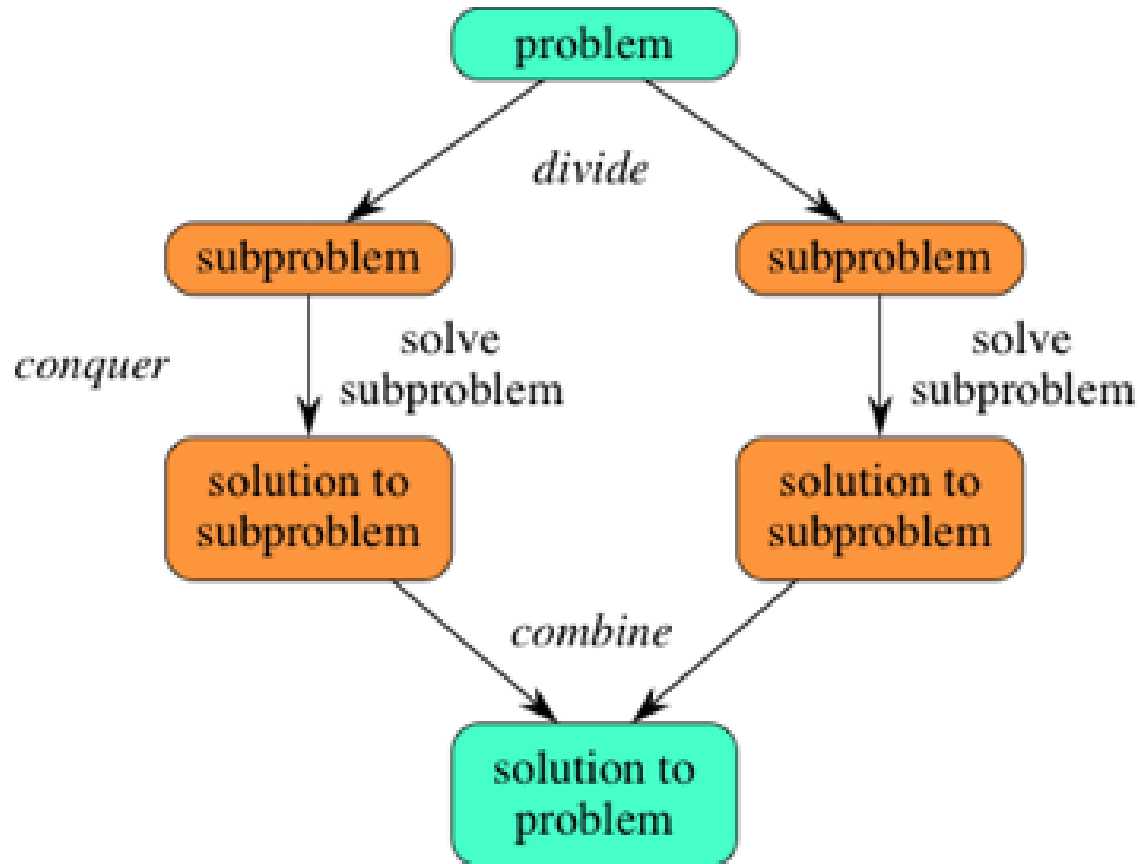 problem
divide
subproblem
subproblem
conquer
solve
subproblem
solve
subproblem
solution to
subproblem
solution to
subproblem
combine
solution to
problem